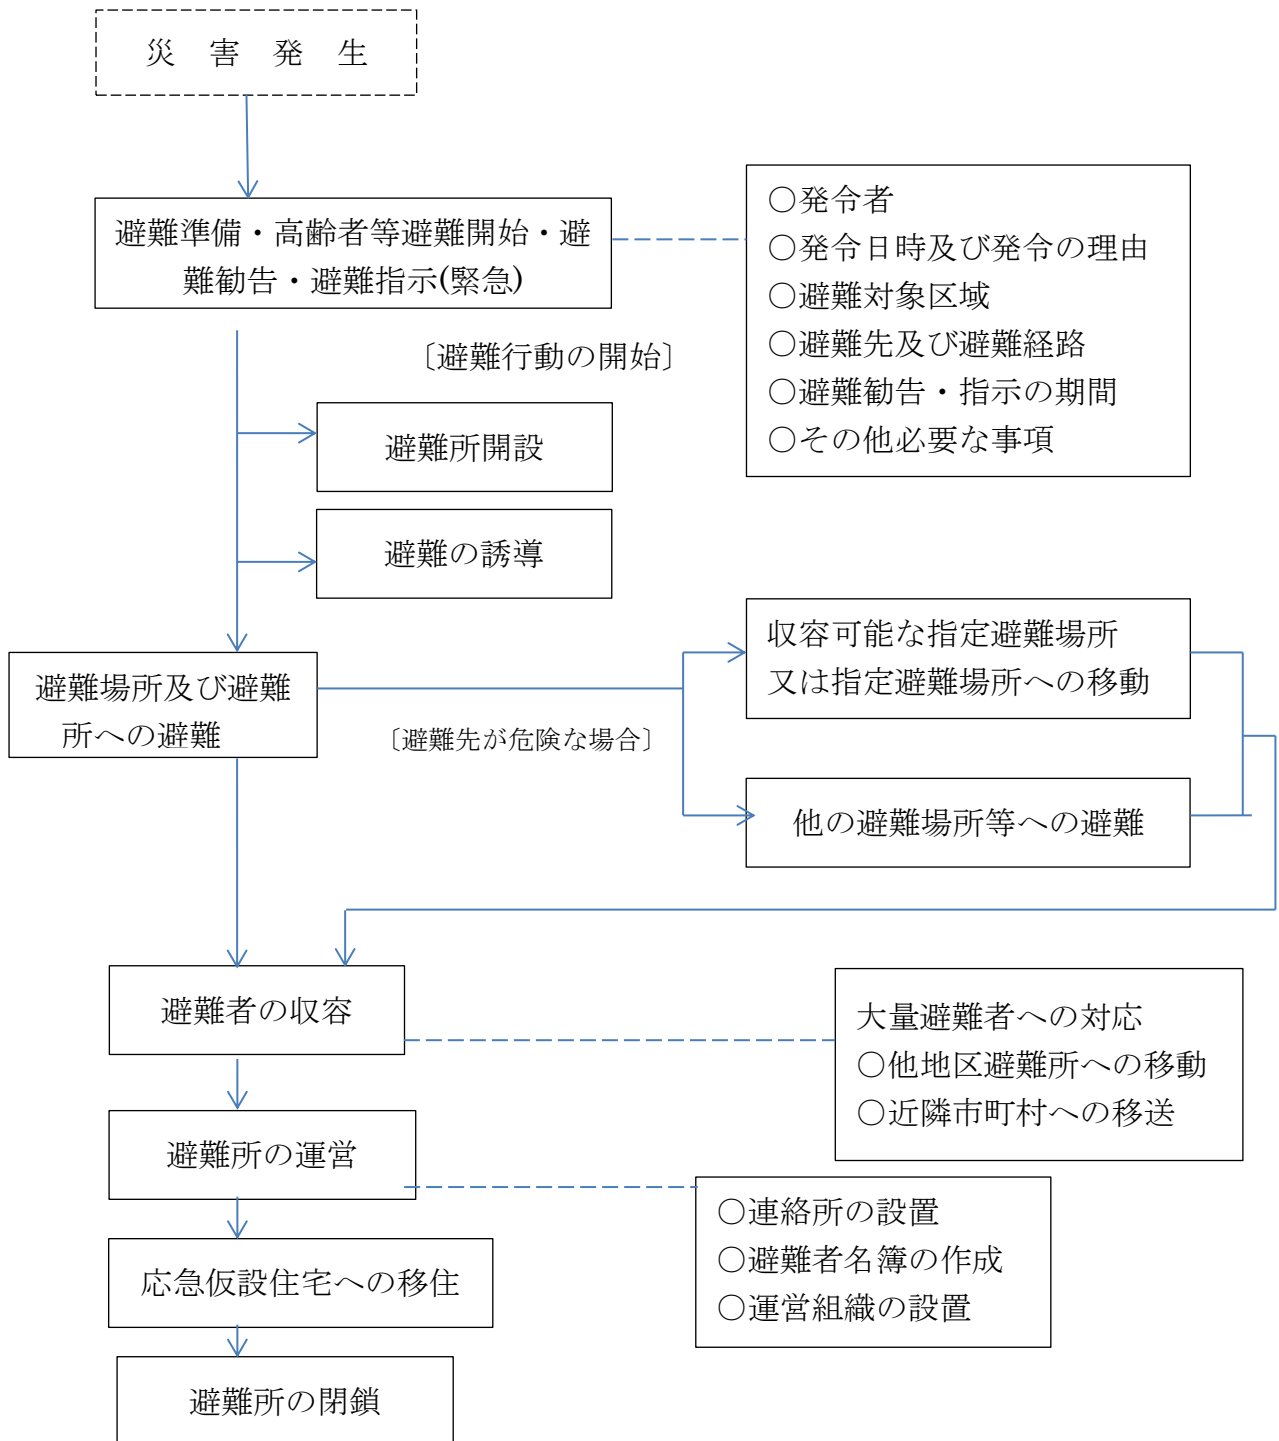 災 害 発 生
避難準備・高齢者等避難開始・避
難勧告・避難指示(緊急)
○発令者
○発令日時及び発令の理由
○避難対象区域
○避難先及び避難経路
○避難勧告・指示の期間
○その他必要な事項
〔避難行動の開始〕
避難所開設
避難の誘導
避難場所及び避難
所への避難
〔避難先が危険な場合〕
収容可能な指定避難場所
又は指定避難場所への移動
他の避難場所等への避難
避難者の収容
大量避難者への対応
○他地区避難所への移動
○近隣市町村への移送
避難所の運営
○連絡所の設置
○避難者名簿の作成
○運営組織の設置
応急仮設住宅への移住
避難所の閉鎖